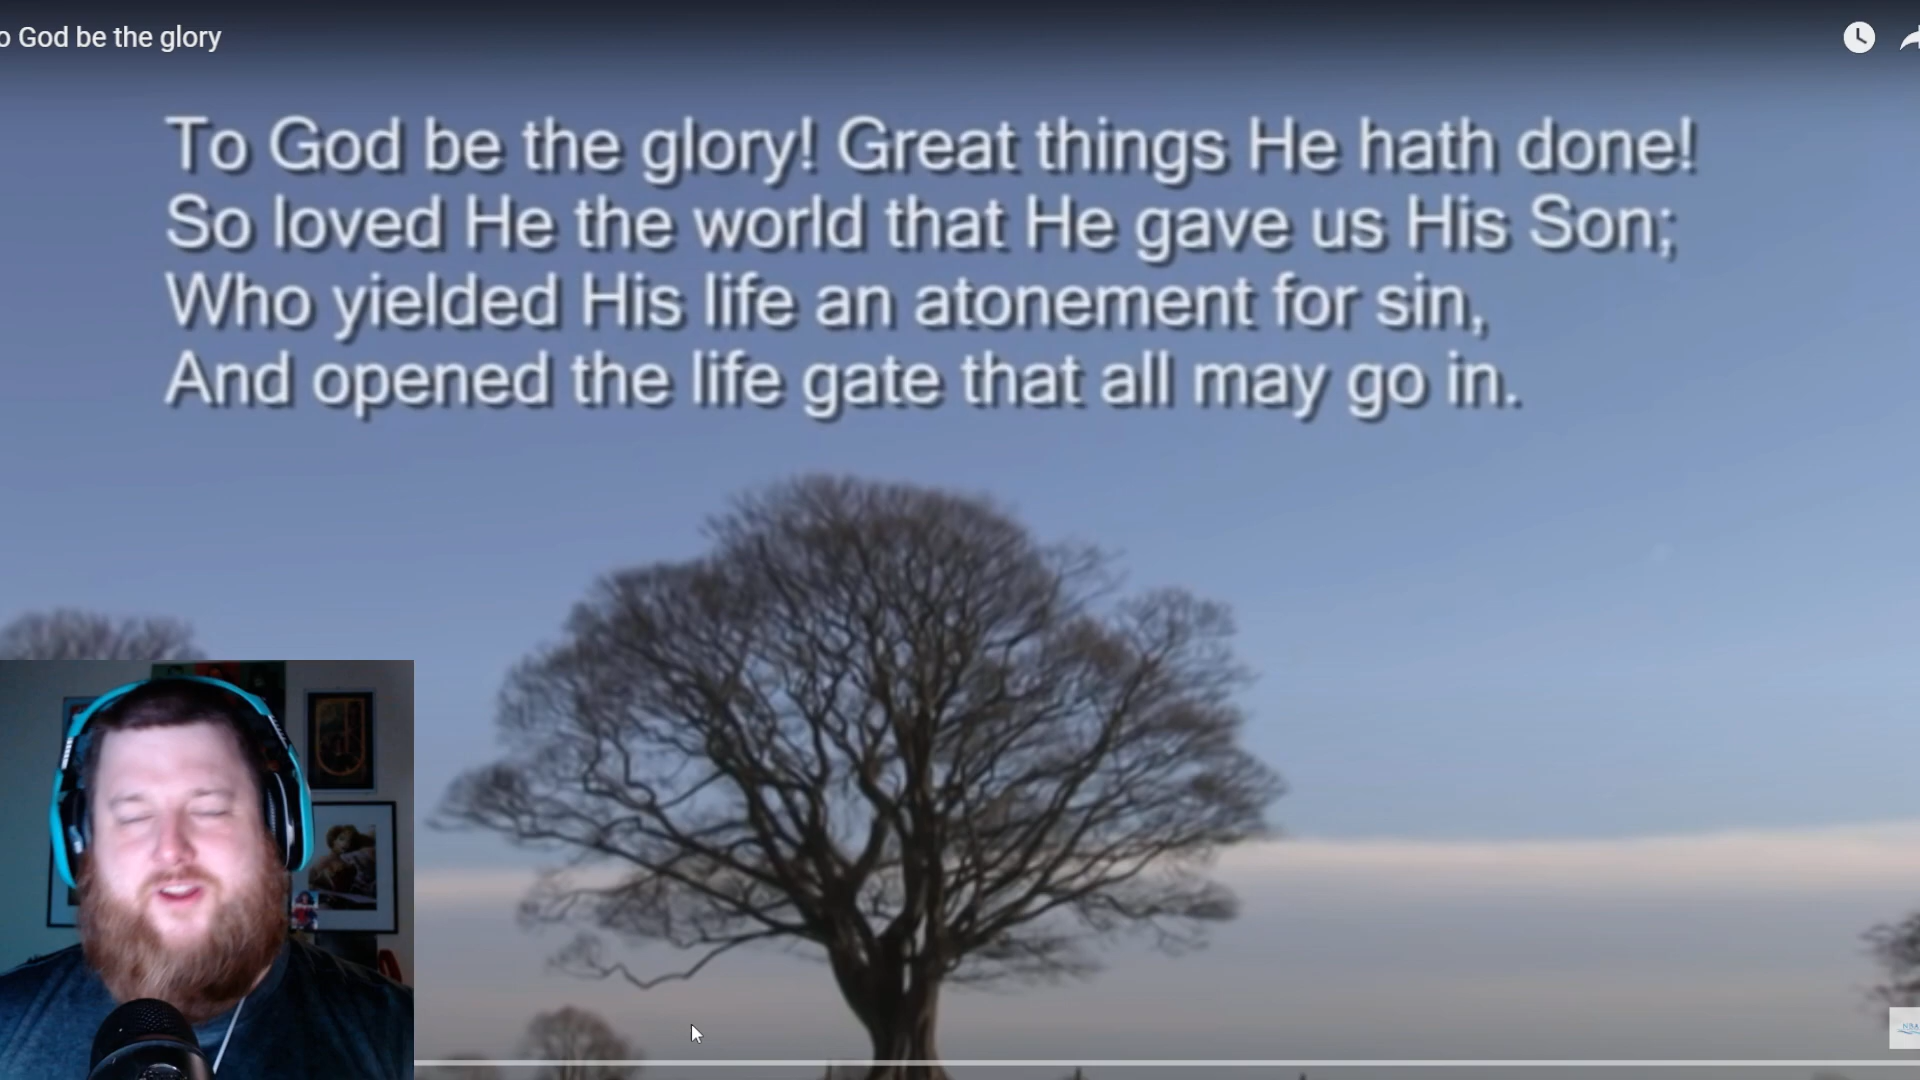 o God be the glory
To God be the glory! Great things He hath done!
So loved He the world that He gave us His Son;
Who yielded His life an atonement for sin,
And opened the life gate that all may go in.